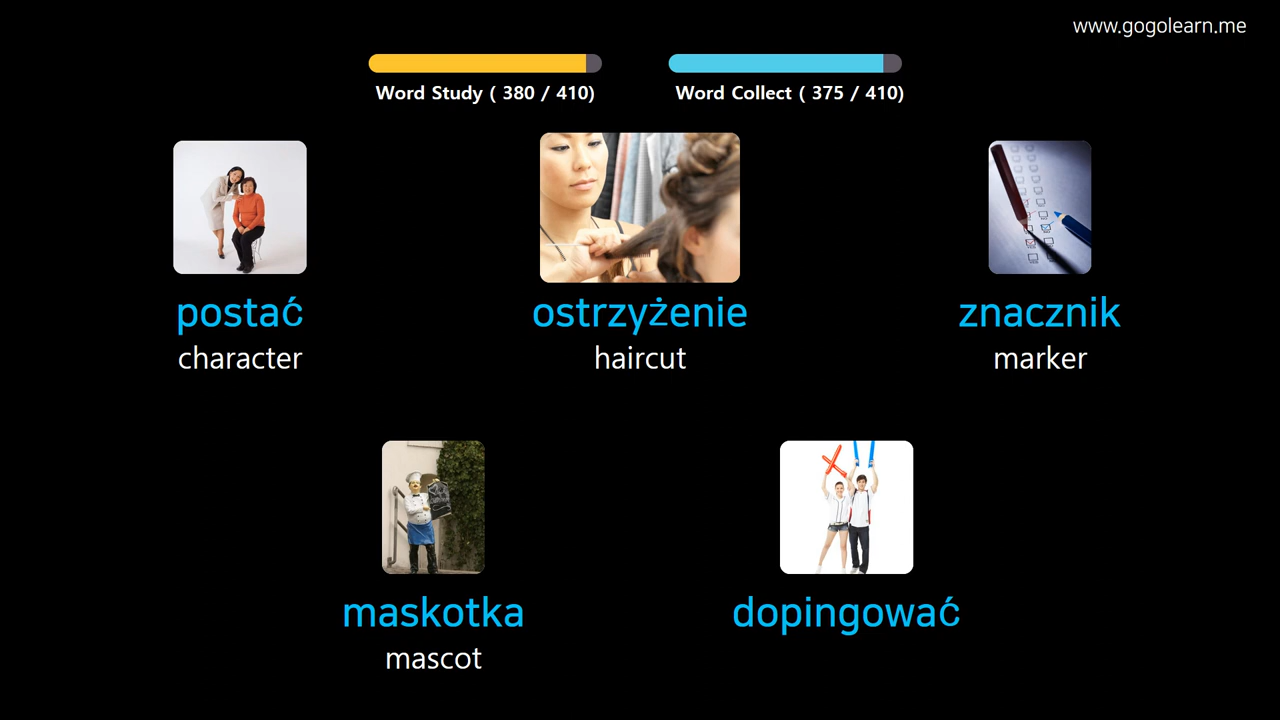 www.gogolearn.me
Word Study ( 380 / 410)
Word Collect ( 375 / 410)
postać
character
ostrzyżenie
haircut
znacznik
marker
maskotka
mascot
dopingować